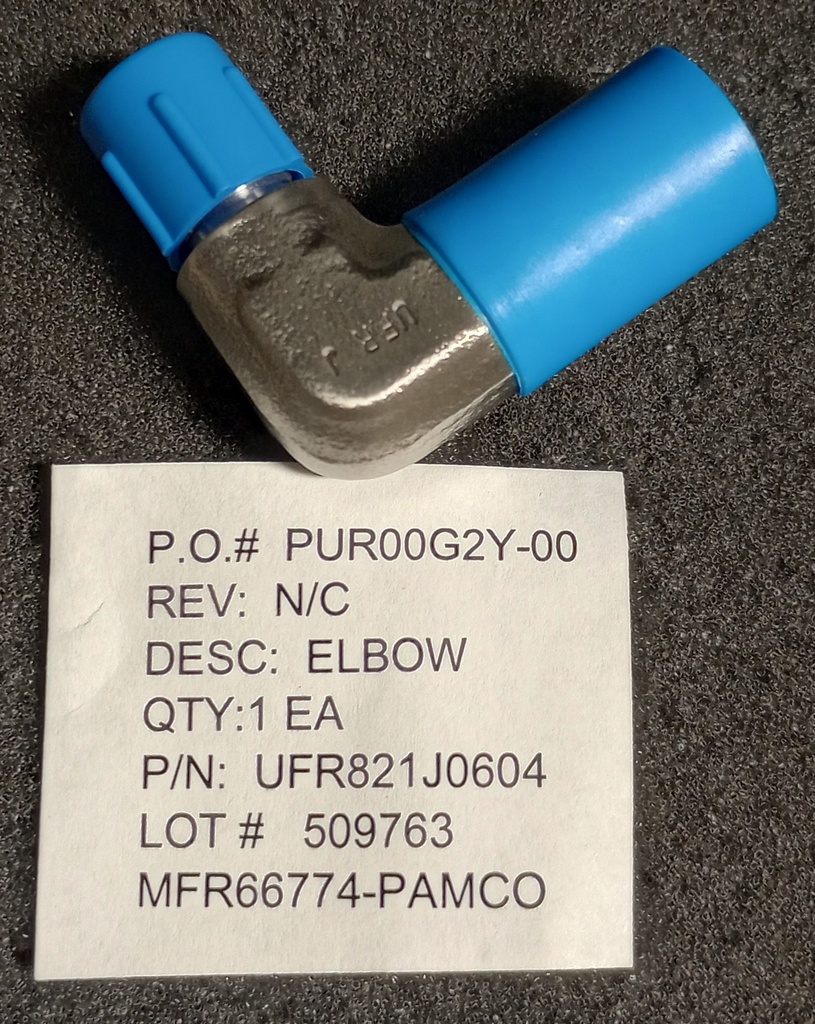 UFR J
P.O.# PUR00G2Y-00
REV: N/C
DESC: ELBOW
QTY:1 EA
P/N: UFR821J0604
LOT # 509763
MFR66774-PAMCO